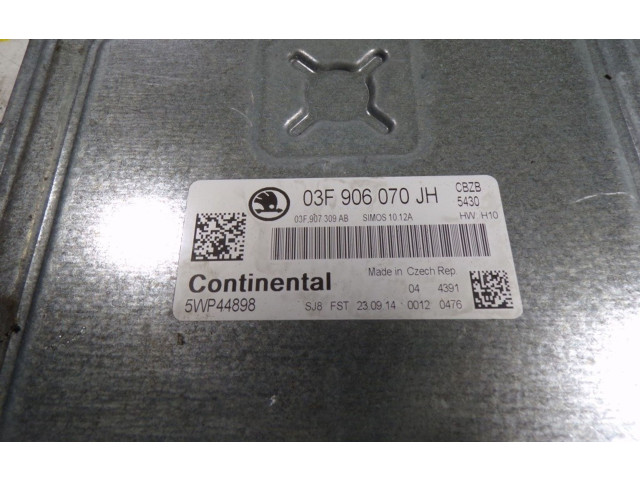 03F 906 070 JH
CBZB
5430
03F.907 309 AB SIMOS 10.12A HW: H10
Continental
Made in Czech Rep.
04 4391
5WP44898
SJ8 FST 23.09.14 0012 0476